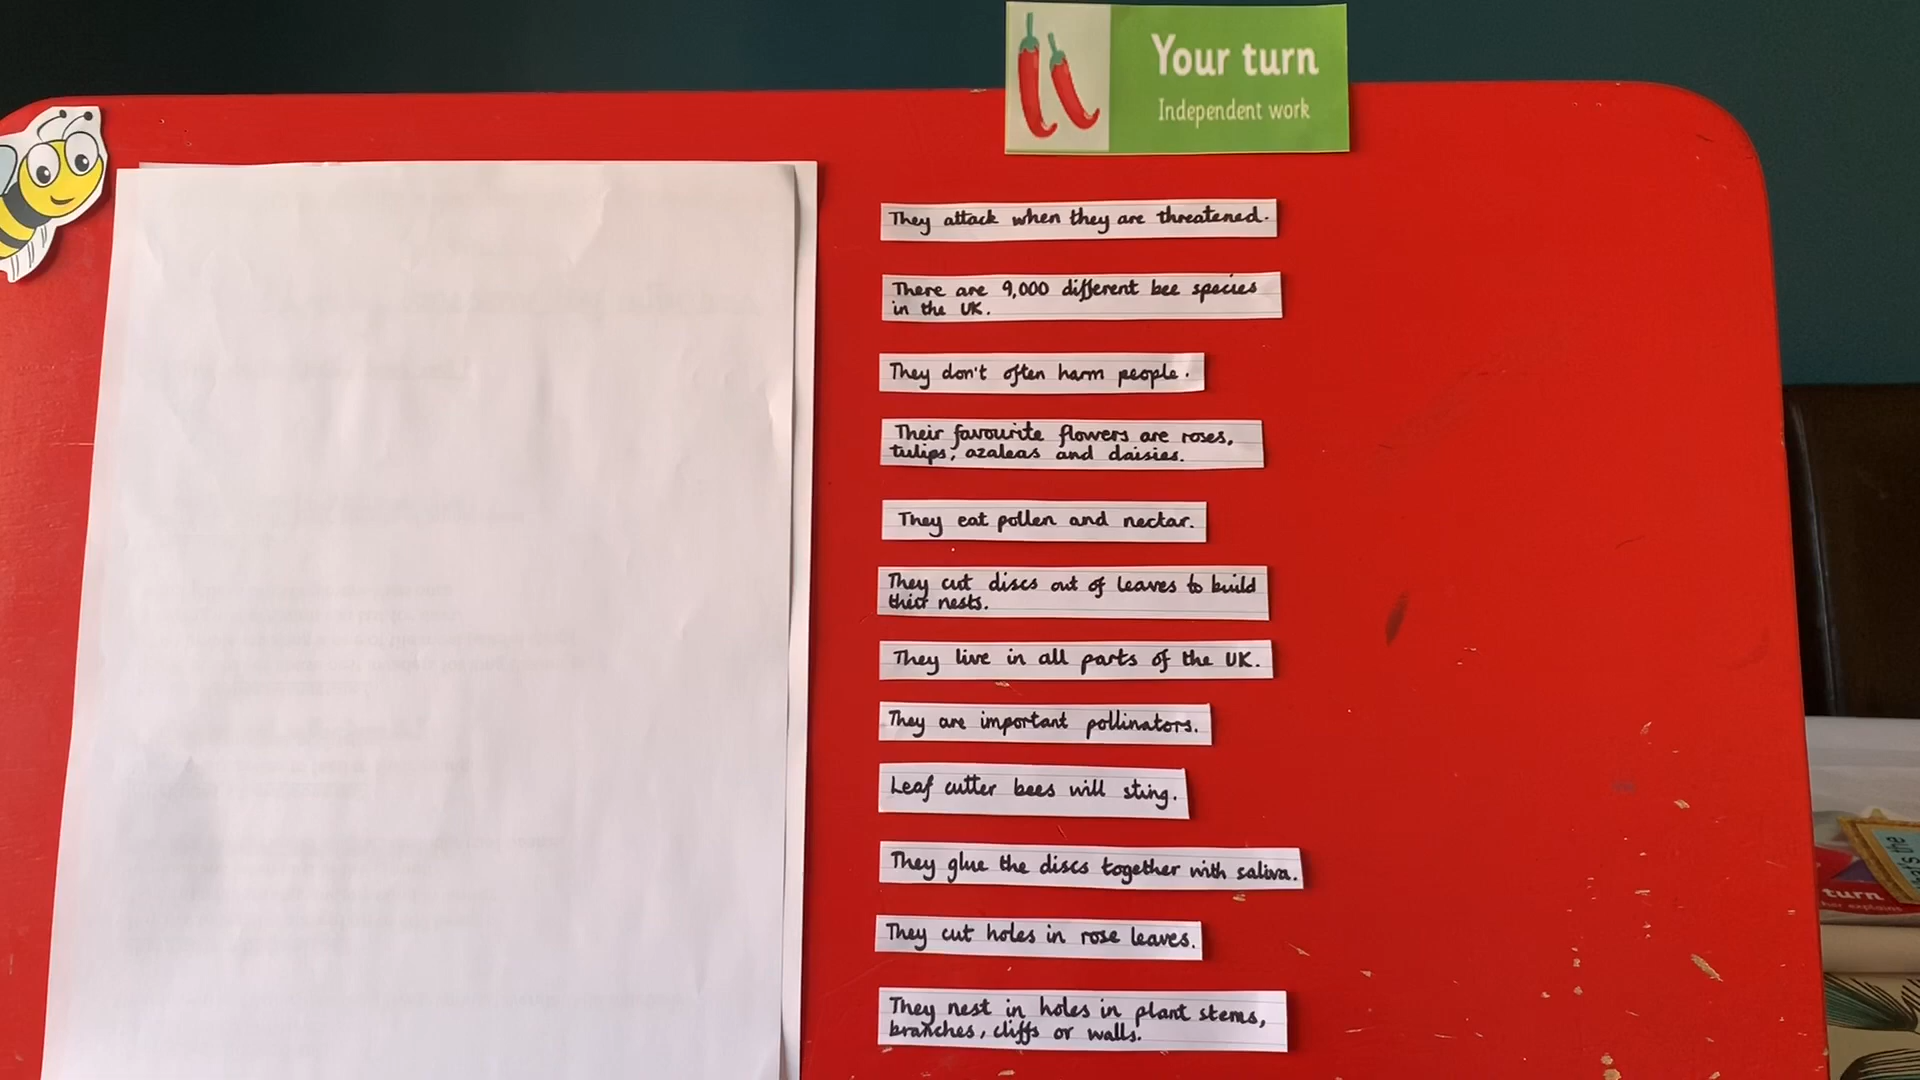 Your turn
Independent work
They attack when they are threatened.
There are 9,000 different bee species
in the UK.
They don't often harm people.
Their favourite flowers are roses,
tulips, azaleas and daisies.
They eat pollen and nectar.
They cut discs out of leaves to build
their nests.
They live in all parts of the UK.
They are important pollinators.
Leaf cutter bees will sting.
They glue the discs together with saliva.
They cut holes in rose leaves.
They nest in holes in plant stems,
branches, cliffs or walls.
turn